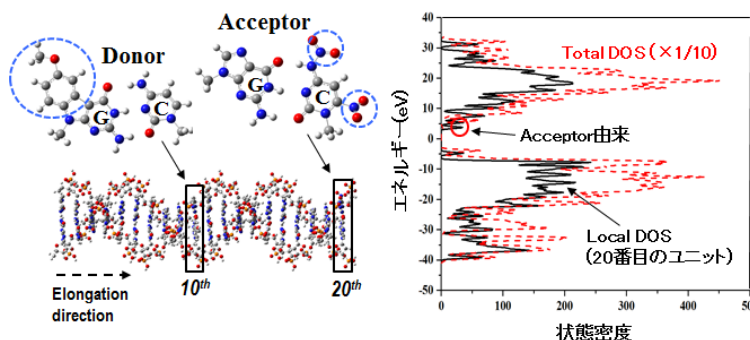 Donor
Acceptor
G
C
G
C
10th
20th
Elongation
direction
Total DOS (×1/10)
Acceptor由来
Local DOS
(20番目のユニット)
エネルギー(eV)
40
30
20
10
0
-10
-20
-30
-40
-50
0
100
200
300
400
500
状態密度